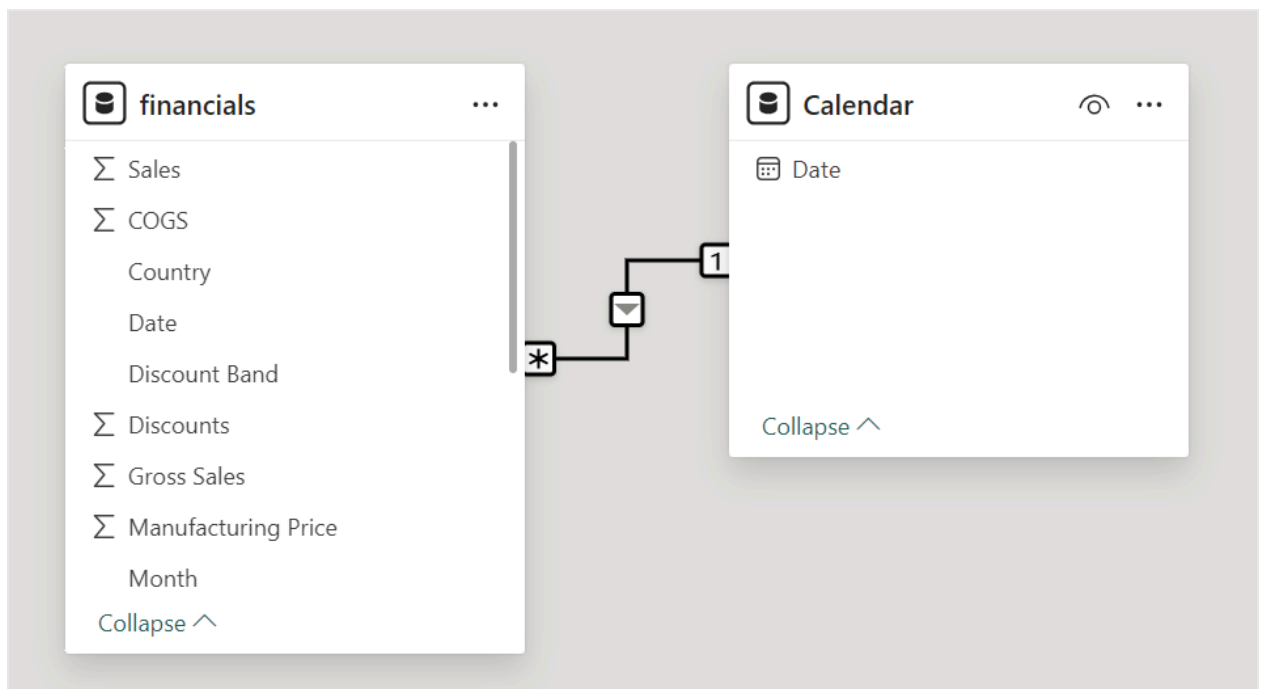 financials
Sales
COGS
Country
Date
Discount Band
Discounts
Gross Sales
Manufacturing Price
Month
Collapse
*
1
Calendar
Date
Collapse